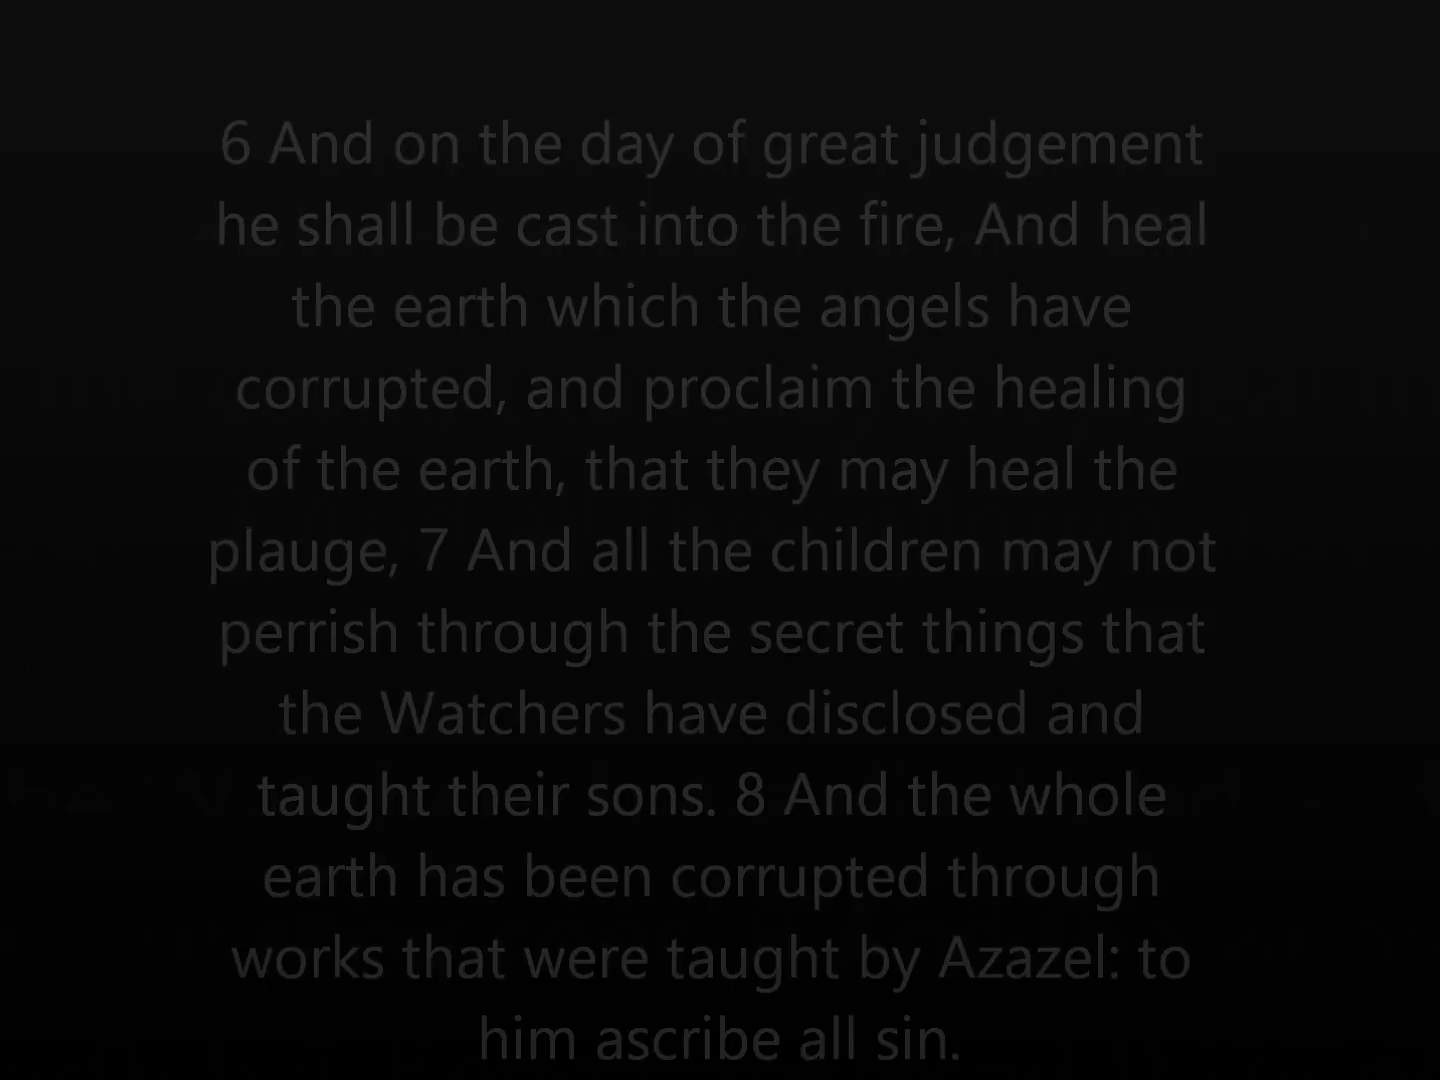 6 And on the day of great judgement
he shall be cast into the fire, And heal
the earth which the angels have
corrupted, and proclaim the healing
of the earth, that they may heal the
plauge, 7 And all the children may not
perrish through the secret things that
the Watchers have disclosed and
taught their sons. 8 And the whole
earth has been corrupted through
works that were taught by Azazel: to
him ascribe all sin.